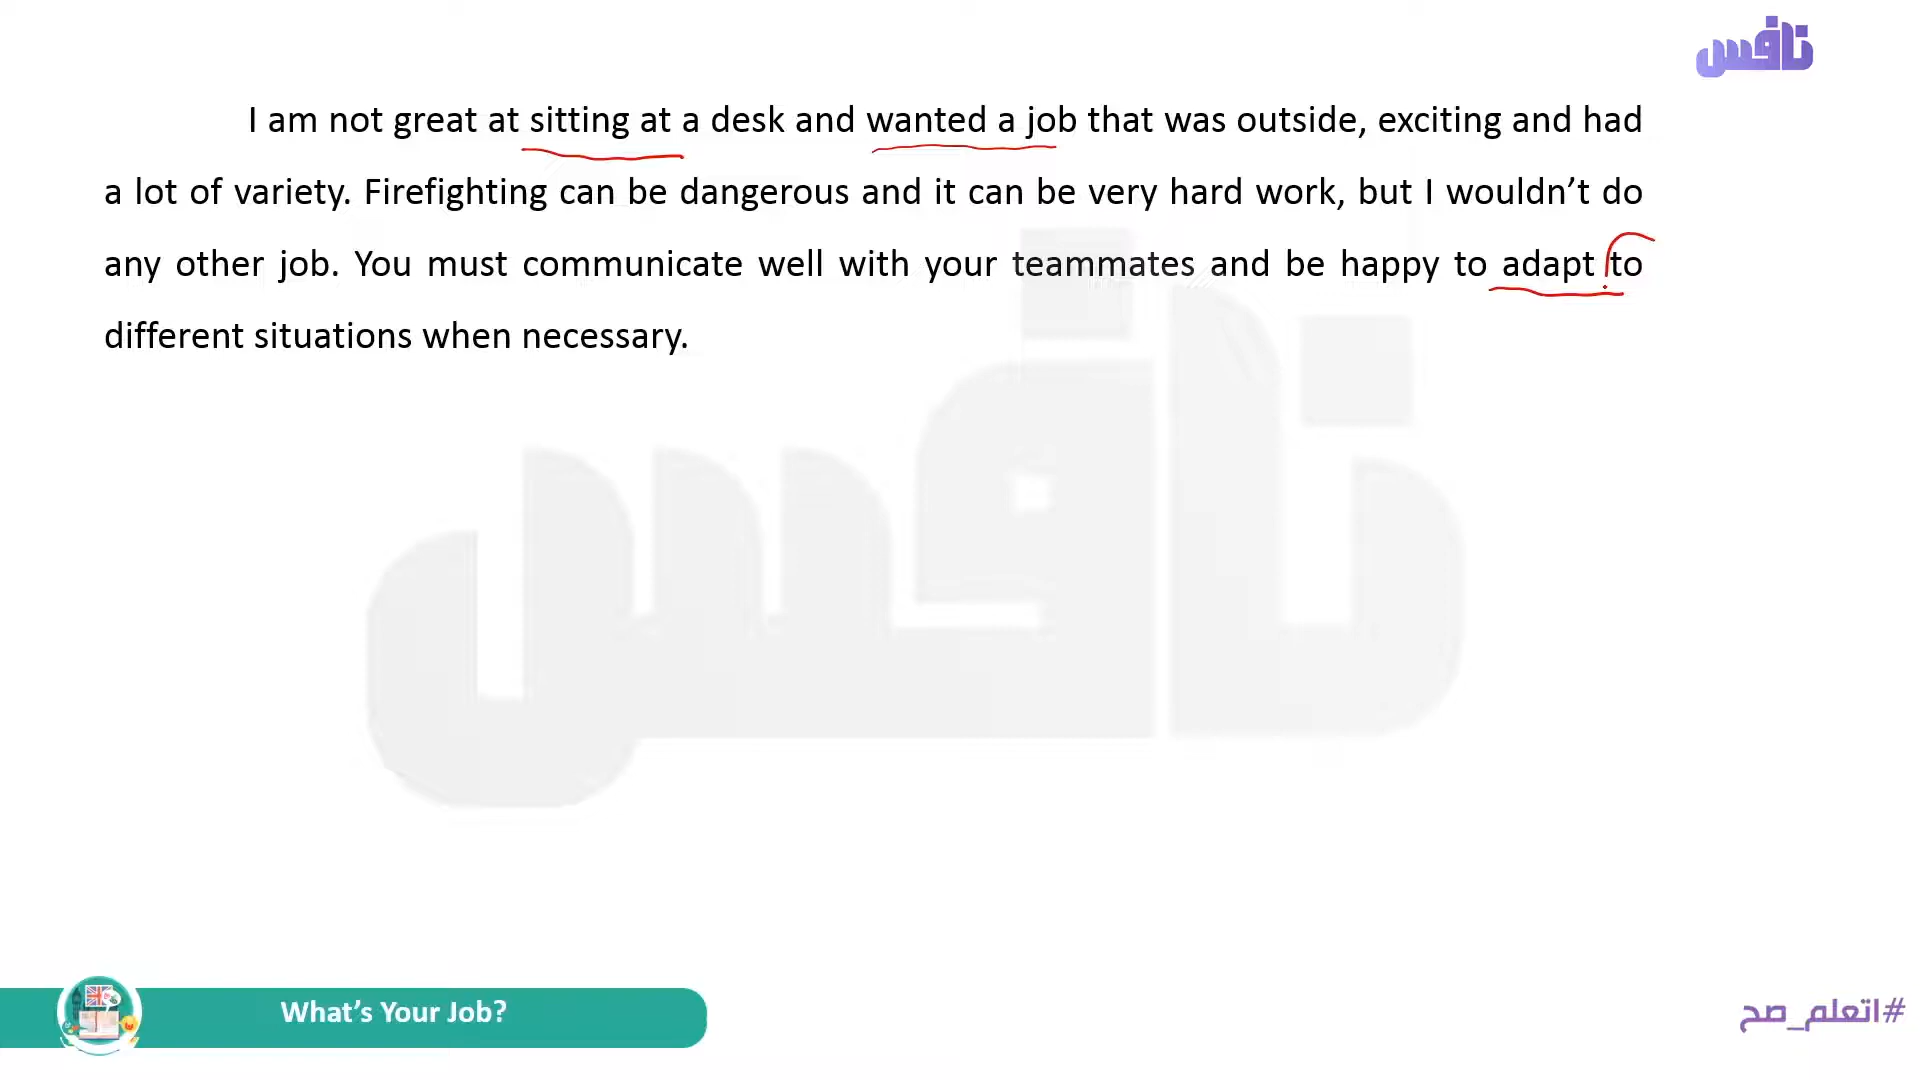 نافس
I am not great at sitting at a desk and wanted a job that was outside, exciting and had
a lot of variety. Firefighting can be dangerous and it can be very hard work, but I wouldn’t do
any other job. You must communicate well with your teammates and be happy to adapt to
different situations when necessary.
نافس
What’s Your Job?
#اتعلم_صح